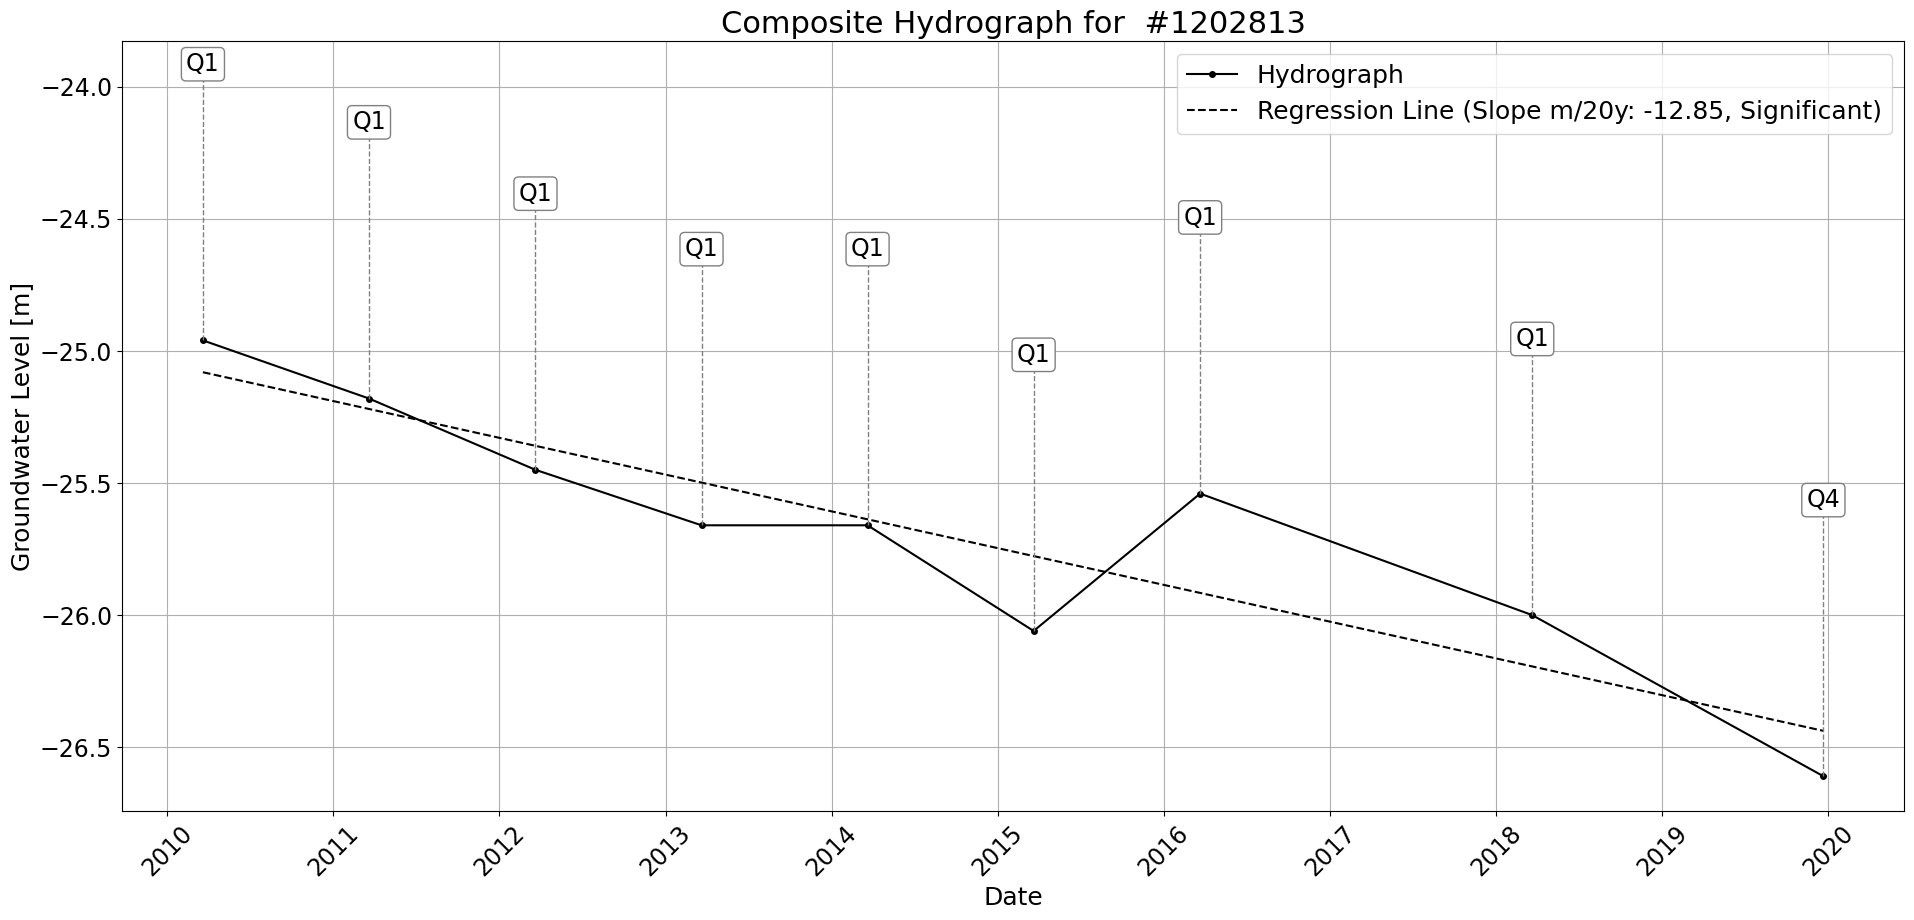 Composite Hydrograph for  #1202813
Hydrograph
Regression Line (Slope m/20y: -12.85, Significant)
Q1
Q1
Q1
Q1
Q1
Q1
Q1
Q1
Q4
Groundwater Level [m]
−24.0
−24.5
−25.0
−25.5
−26.0
−26.5
2010
2011
2012
2013
2014
2015
2016
2017
2018
2019
2020
Date